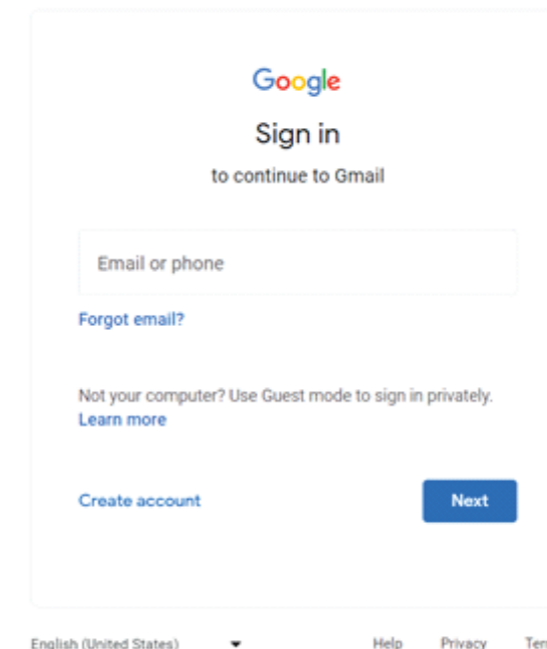 Google
Sign in
to continue to Gmail
Email or phone
Forgot email?
Not your computer? Use Guest mode to sign in privately.
Learn more
Create account
Next
English (United States)
Help
Privacy